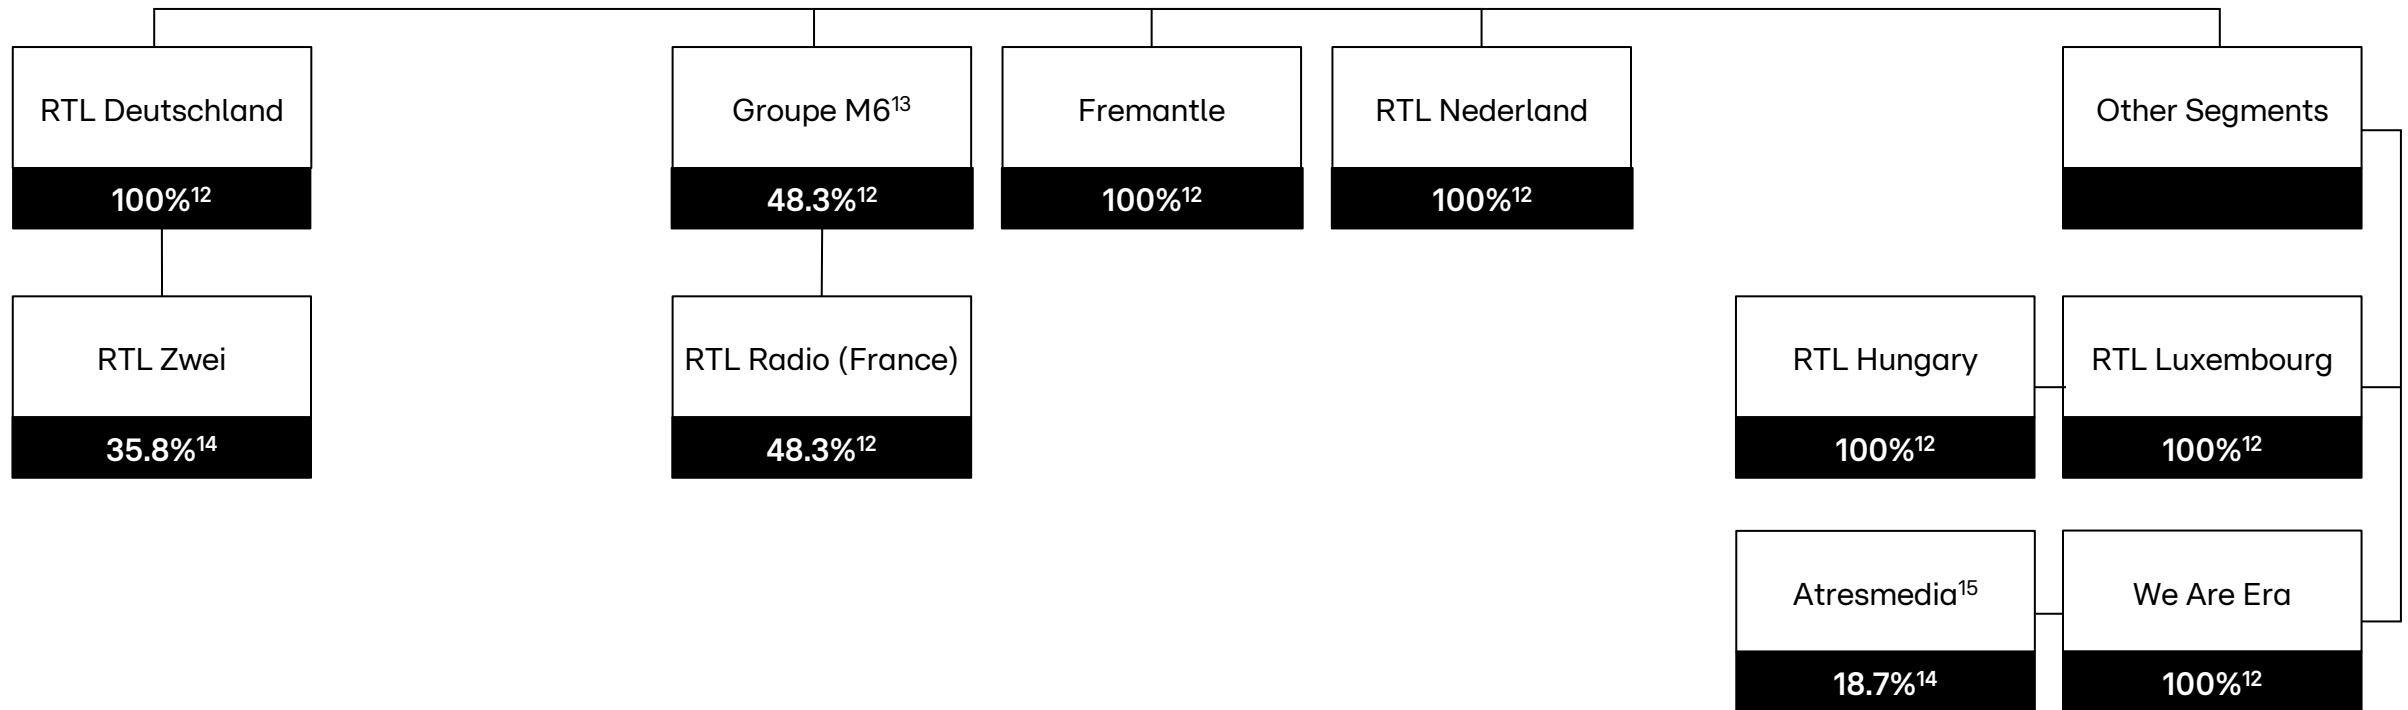 RTL Deutschland
100%¹²
Groupe M6¹³
48.3%¹²
Fremantle
100%¹²
RTL Nederland
100%¹²
Other Segments
RTL Zwei
35.8%¹⁴
RTL Radio (France)
48.3%¹²
RTL Hungary
100%¹²
RTL Luxembourg
100%¹²
Atresmedia¹⁵
18.7%¹⁴
We Are Era
100%¹²